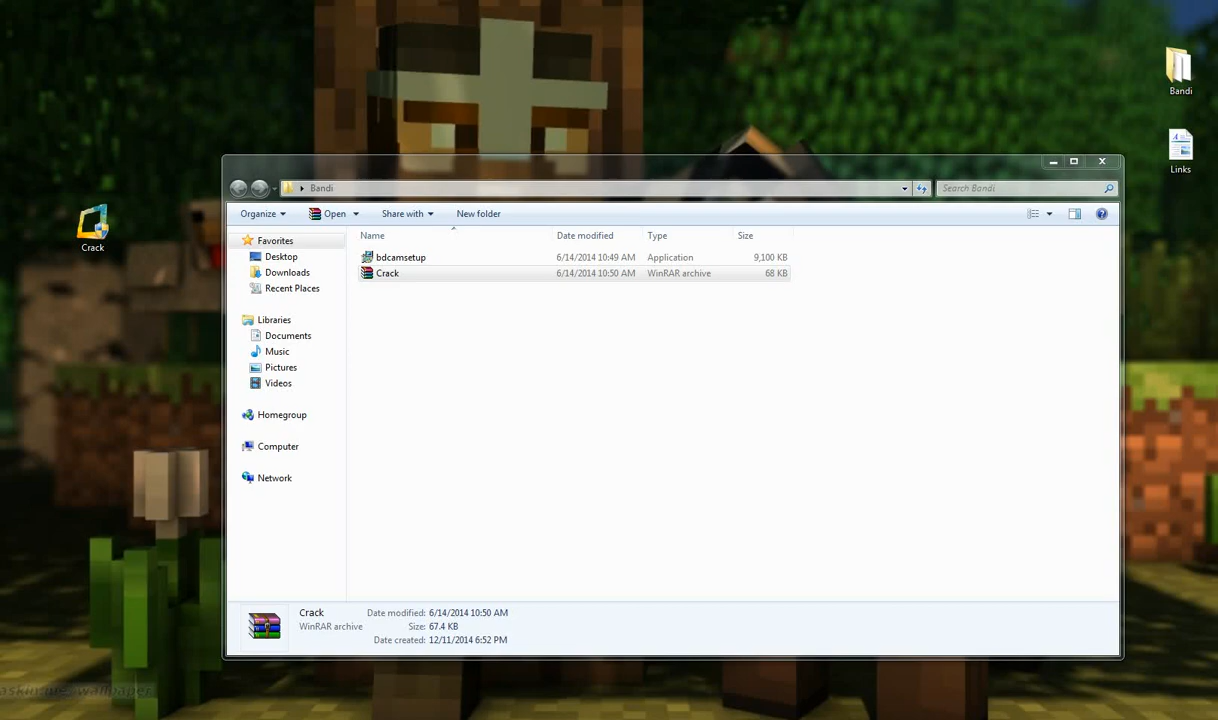 Bandi
Links
Crack
Bandi
Search Bandi
Organize Open Share with New folder
Name Date modified Type Size
Favorites
Desktop
Downloads
Recent Places
Libraries
Documents
Music
Pictures
Videos
Homegroup
Computer
Network
bdcamsetup 6/14/2014 10:49 AM Application 9,100 KB
Crack 6/14/2014 10:50 AM WinRAR archive 68 KB
Crack Date modified: 6/14/2014 10:50 AM
WinRAR archive Size: 67.4 KB
Date created: 12/11/2014 6:52 PM